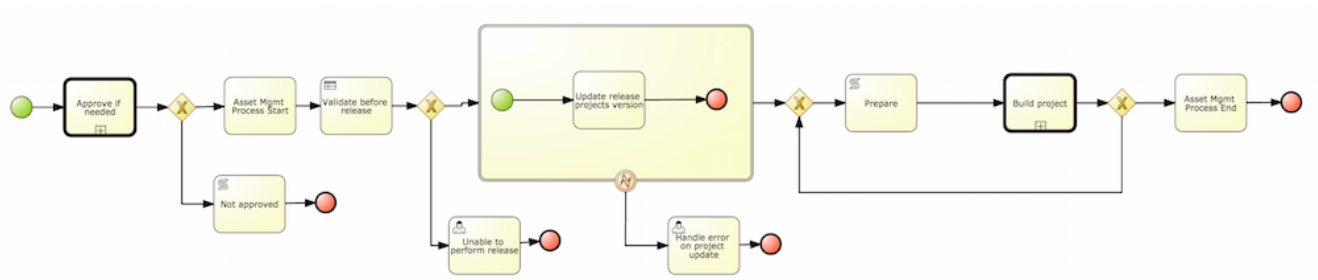 Approve if
needed
Asset Mgmt
Process Start
Validate before
release
Update release
projects version
Prepare
Build project
Asset Mgmt
Process End
Not approved
Unable to
perform release
Handle error
on project
update